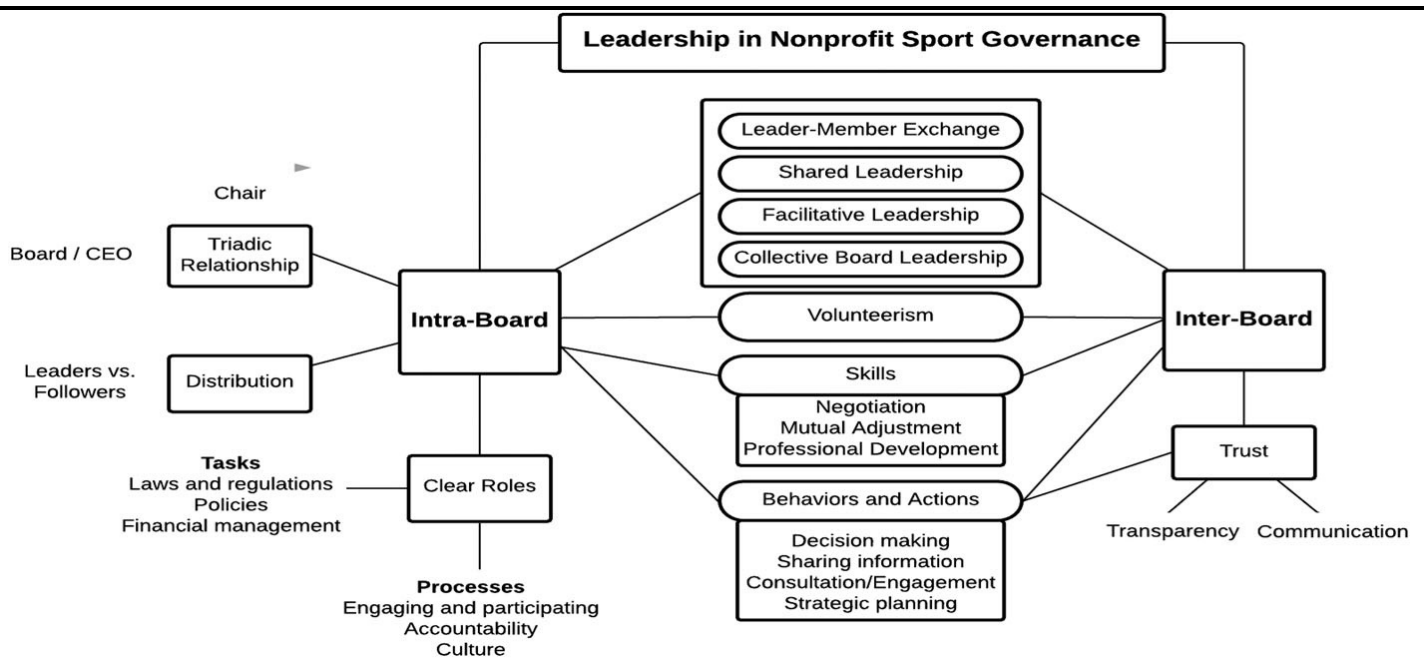 Leadership in Nonprofit Sport Governance
Leader-Member Exchange
Shared Leadership
Facilitative Leadership
Collective Board Leadership
Chair
Board / CEO
Triadic
Relationship
Intra-Board
Volunteerism
Inter-Board
Leaders vs.
Followers
Distribution
Skills
Negotiation
Mutual Adjustment
Professional Development
Tasks
Laws and regulations
Policies
Financial management
Clear Roles
Behaviors and Actions
Decision making
Sharing information
Consultation/Engagement
Strategic planning
Trust
Transparency
Communication
Processes
Engaging and participating
Accountability
Culture